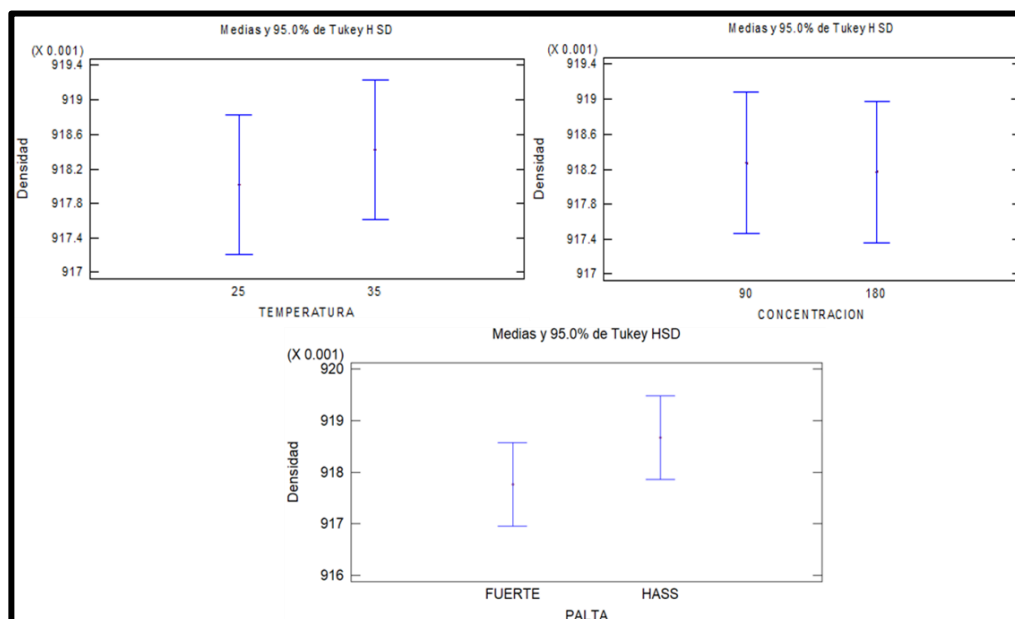 Medias y 95.0% de Tukey HSD
(X 0.001)
919.4
919
918.6
918.2
917.8
917.4
917
Densidad
25 35
TEMPERATURA
Medias y 95.0% de Tukey HSD
(X 0.001)
919.4
919
918.6
918.2
917.8
917.4
917
Densidad
90 180
CONCENTRACION
Medias y 95.0% de Tukey HSD
(X 0.001)
920
919
918
917
916
Densidad
FUERTE HASS
PALTA